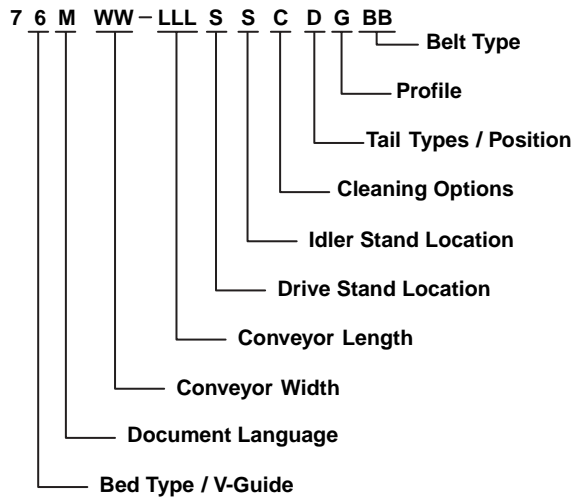 7 6 M WW – LLL S S C D G BB
Belt Type
Profile
Tail Types / Position
Cleaning Options
Idler Stand Location
Drive Stand Location
Conveyor Length
Conveyor Width
Document Language
Bed Type / V-Guide